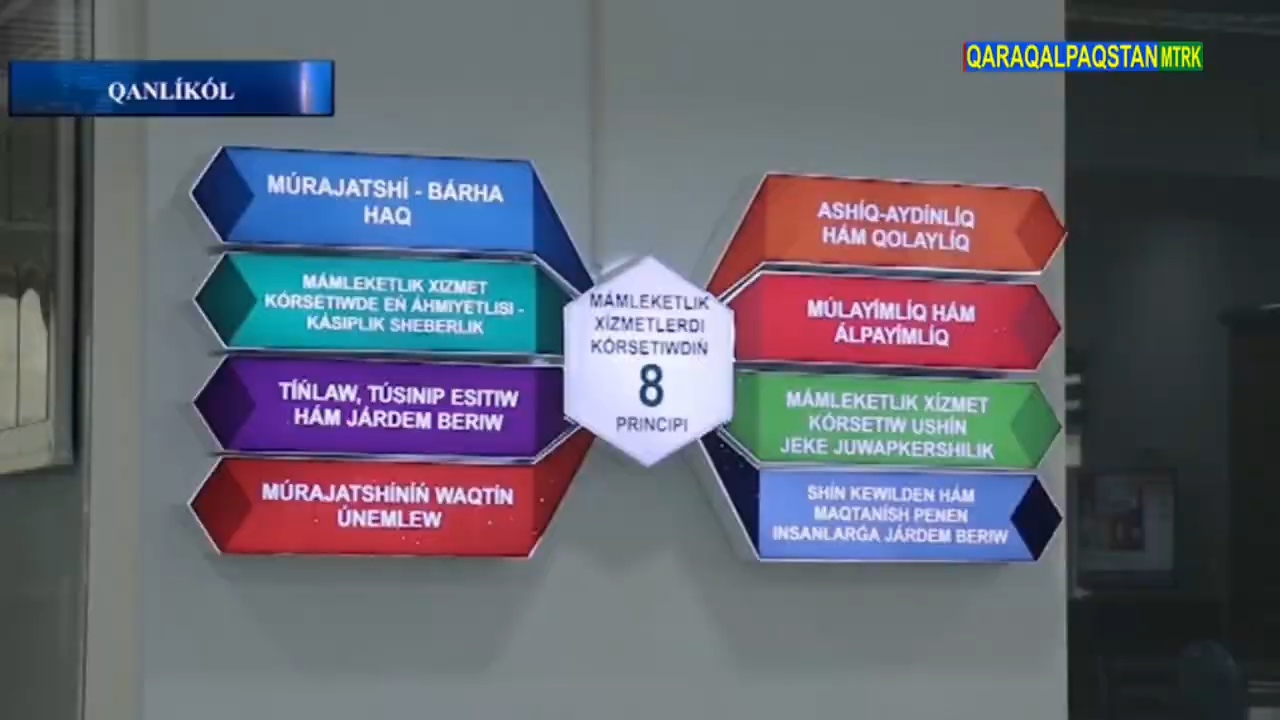 QARAQALPAQSTAN MTRK
QANLÍKÓL
MÚRAJATSHÍ - BÁRHA
HAQ
MÁMLEKETLIK XIZMET
KÓRSETIWDE EŃ ÁHMIYETLISI -
KÁSIPLIK SHEBERLIK
TÍŃLAW, TÚSINIP ESITIW
HÁM JÁRDEM BERIW
MÚRAJATSHÍNÍŃ WAQTÍN
ÚNEMLEW
MÁMLEKETLIK
XÍZMETLERDI
KÓRSETIWDIŃ
8
PRINCIPI
ASHÍQ-AYDÍNLÍQ
HÁM QOLAYLÍQ
MÚLAYÍMLÍQ HÁM
ÁLPAYÍMLÍQ
MÁMLEKETLIK XÍZMET
KÓRSETIW USHÍN
JEKE JUWAPKERSHILIK
SHÍN KEWILDEN HÁM
MAQTANÍSH PENEN
INSANLARǴA JÁRDEM BERIW